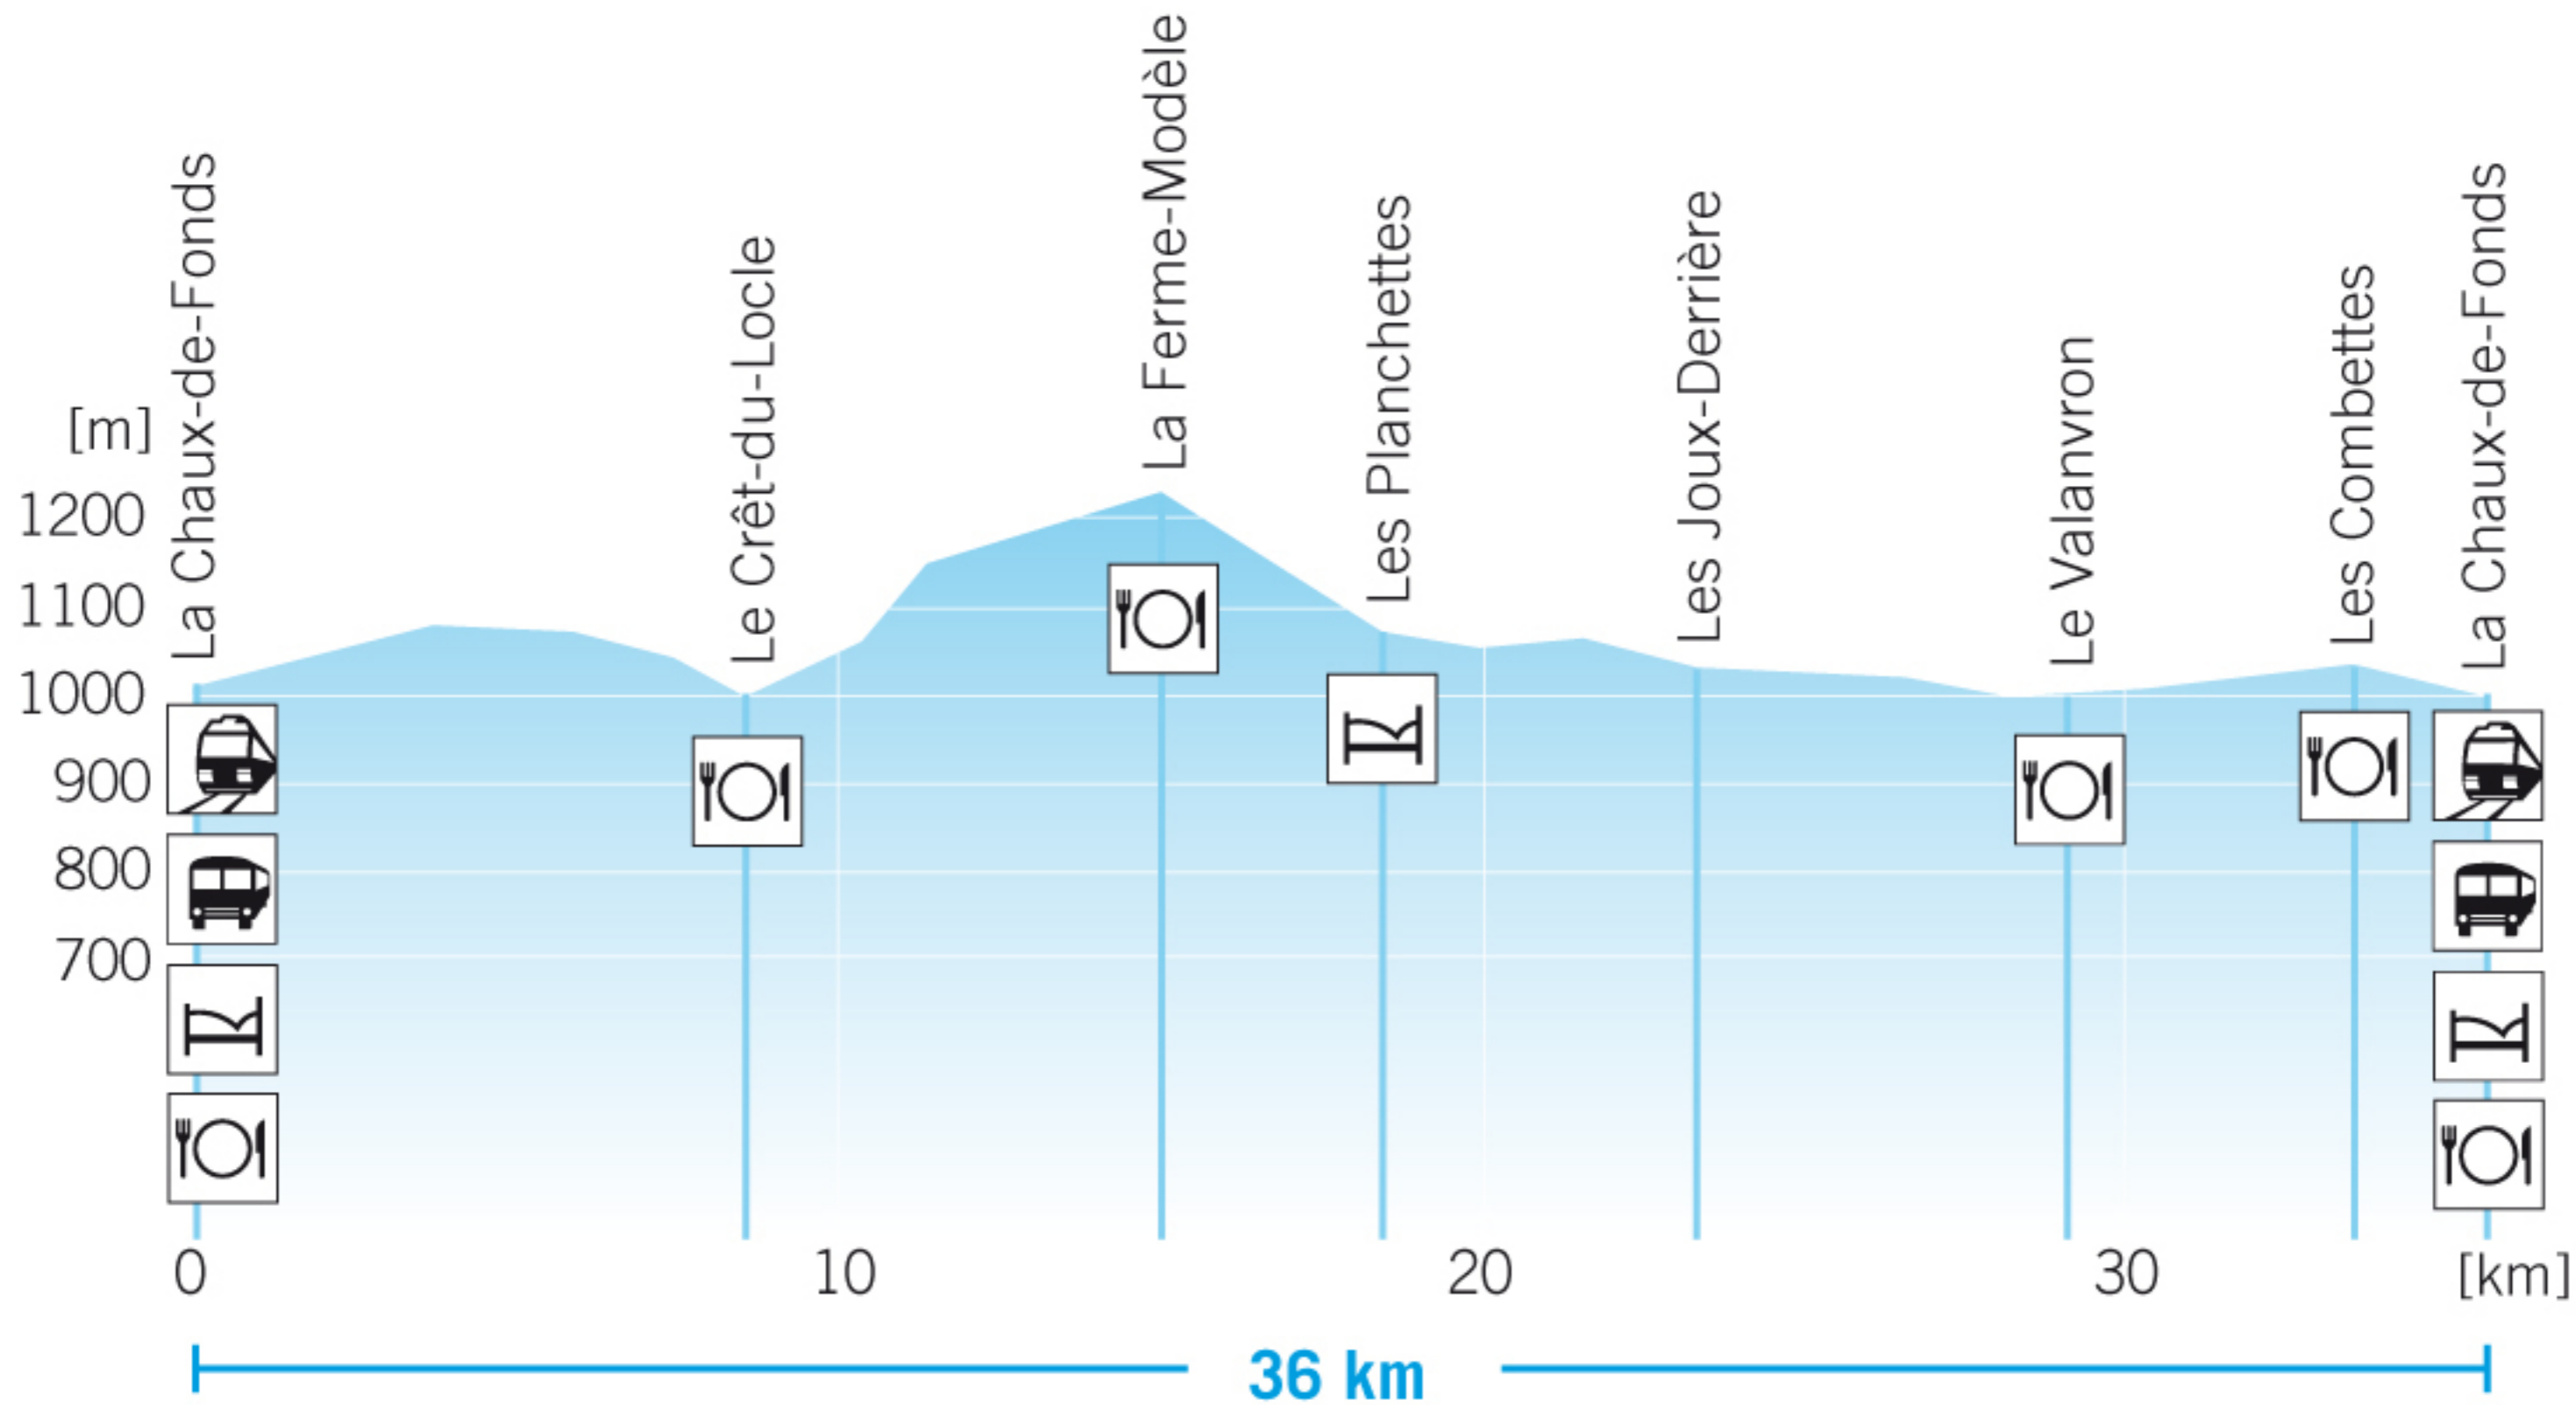 La Chaux-de-Fonds
Le Crêt-du-Locle
La Ferme-Modèle
Les Planchettes
Les Joux-Derrière
Le Valanvron
Les Combettes
La Chaux-de-Fonds
[m]
1200
1100
1000
900
800
700
0
10
20
30
[km]
36 km